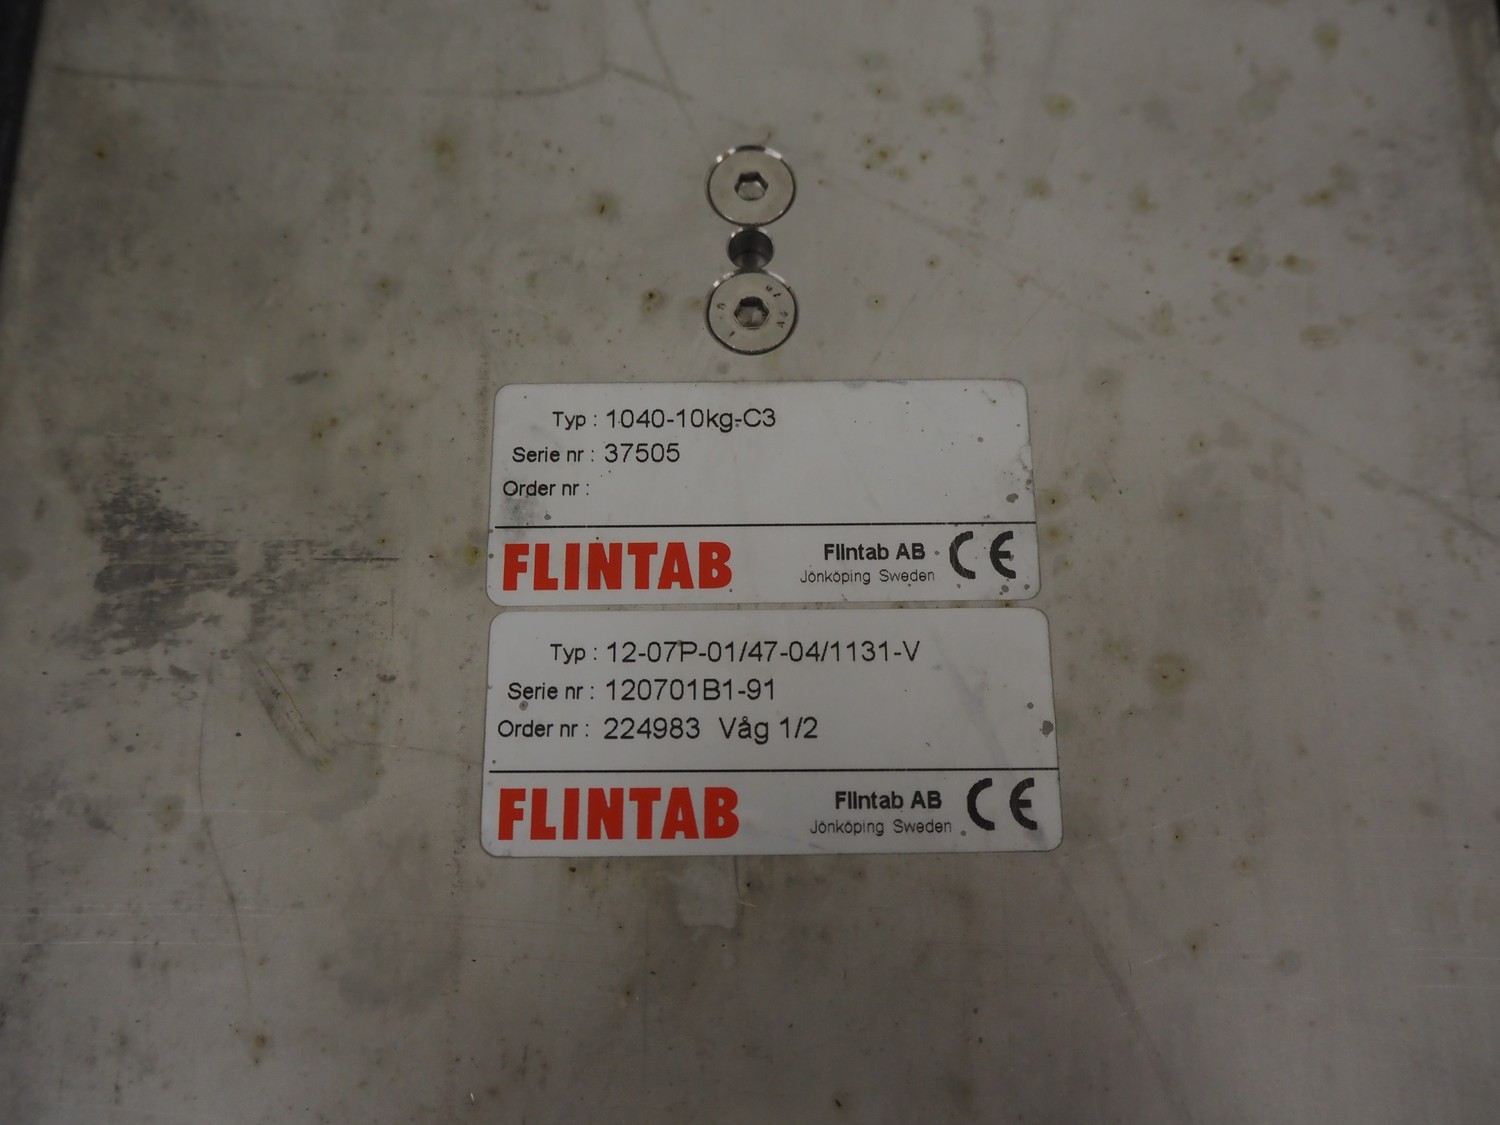 Typ : 1040-10kg-C3
Serie nr : 37505
Order nr :
FLINTAB
Flintab AB
Jönköping Sweden
CE
Typ : 12-07P-01/47-04/1131-V
Serie nr : 120701B1-91
Order nr : 224983 Våg 1/2
FLINTAB
Flintab AB
Jönköping Sweden
CE